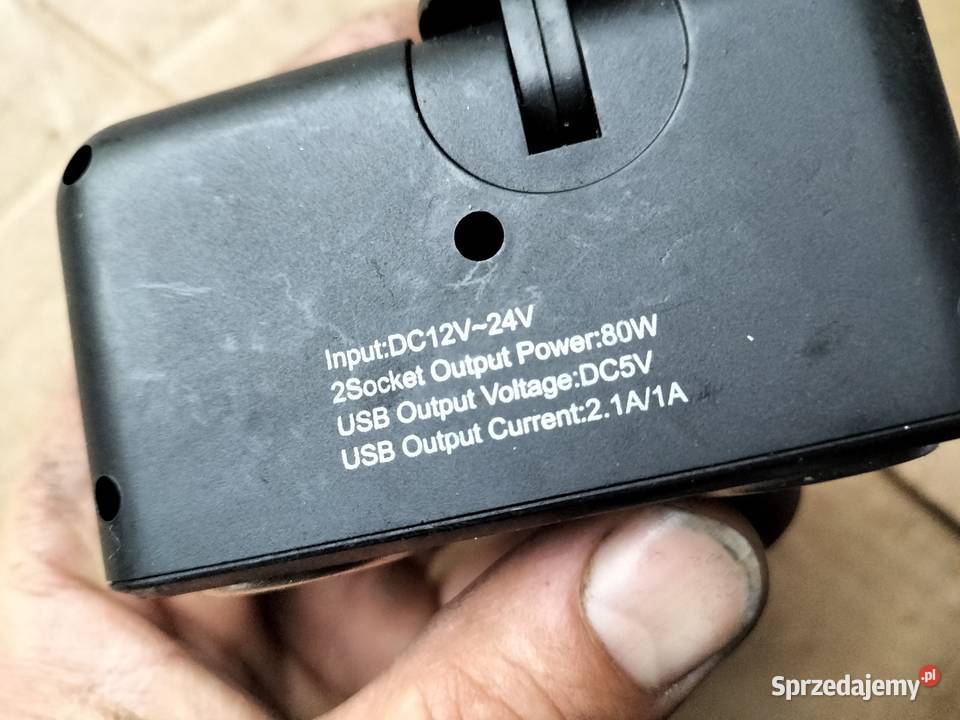 Input:DC12V~24V
2Socket Output Power:80W
USB Output Voltage:DC5V
USB Output Current:2.1A/1A
Sprzedajemy.pl